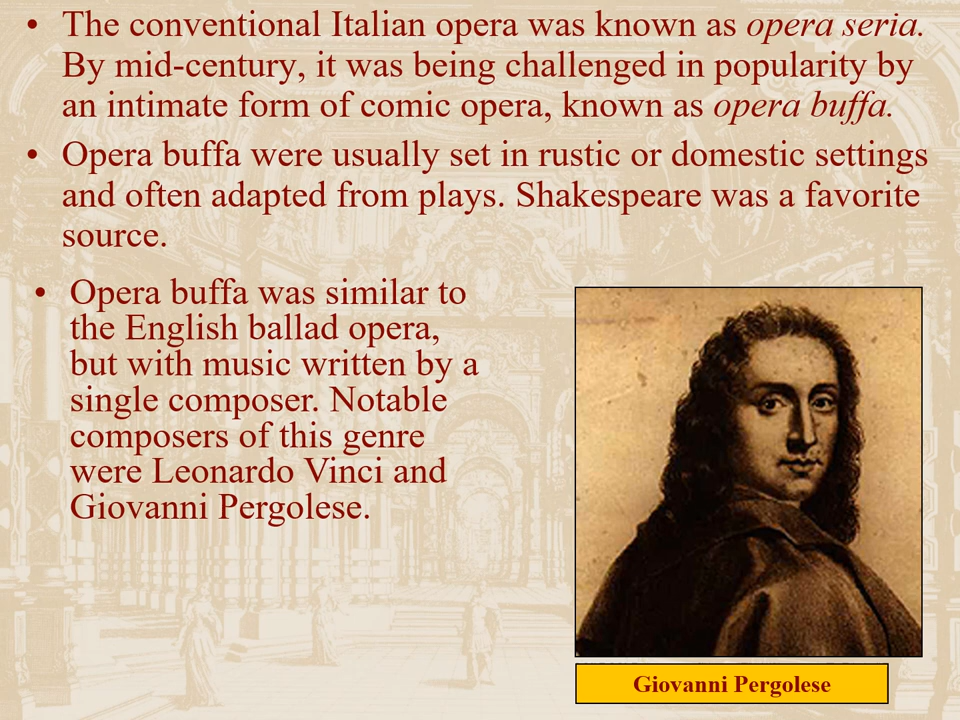 • The conventional Italian opera was known as opera seria.
By mid-century, it was being challenged in popularity by
an intimate form of comic opera, known as opera buffa.
• Opera buffa were usually set in rustic or domestic settings
and often adapted from plays. Shakespeare was a favorite
source.
• Opera buffa was similar to
the English ballad opera,
but with music written by a
single composer. Notable
composers of this genre
were Leonardo Vinci and
Giovanni Pergolese.
Giovanni Pergolese